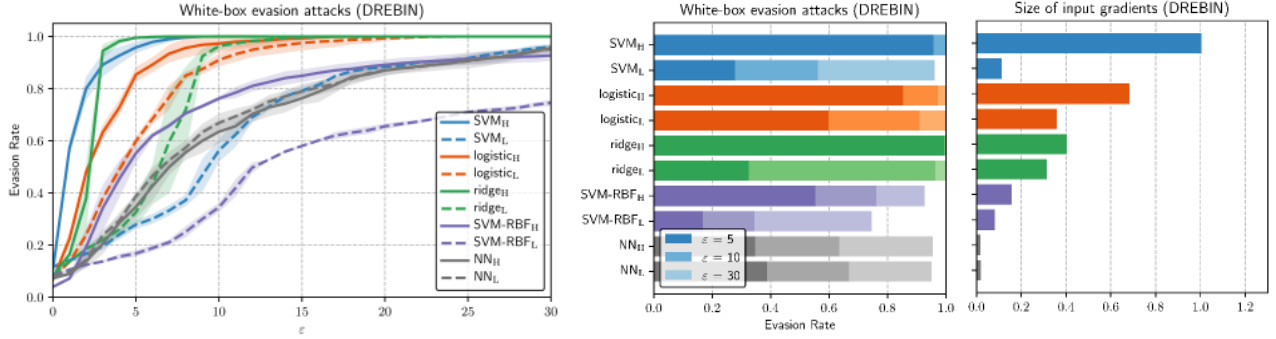 White-box evasion attacks (DREBIN)
1.0
0.8
0.6
0.4
0.2
0.0
Evasion Rate
0 5 10 15 20 25 30
ε
SVM_H
SVM_L
logistic_H
logistic_L
ridge_H
ridge_L
SVM-RBF_H
SVM-RBF_L
NN_H
NN_L
White-box evasion attacks (DREBIN)
SVM_H
SVM_L
logistic_H
logistic_L
ridge_H
ridge_L
SVM-RBF_H
SVM-RBF_L
NN_H
NN_L
ε = 5
ε = 10
ε = 30
0.0 0.2 0.4 0.6 0.8 1.0
Evasion Rate
Size of input gradients (DREBIN)
0.0 0.2 0.4 0.6 0.8 1.0 1.2